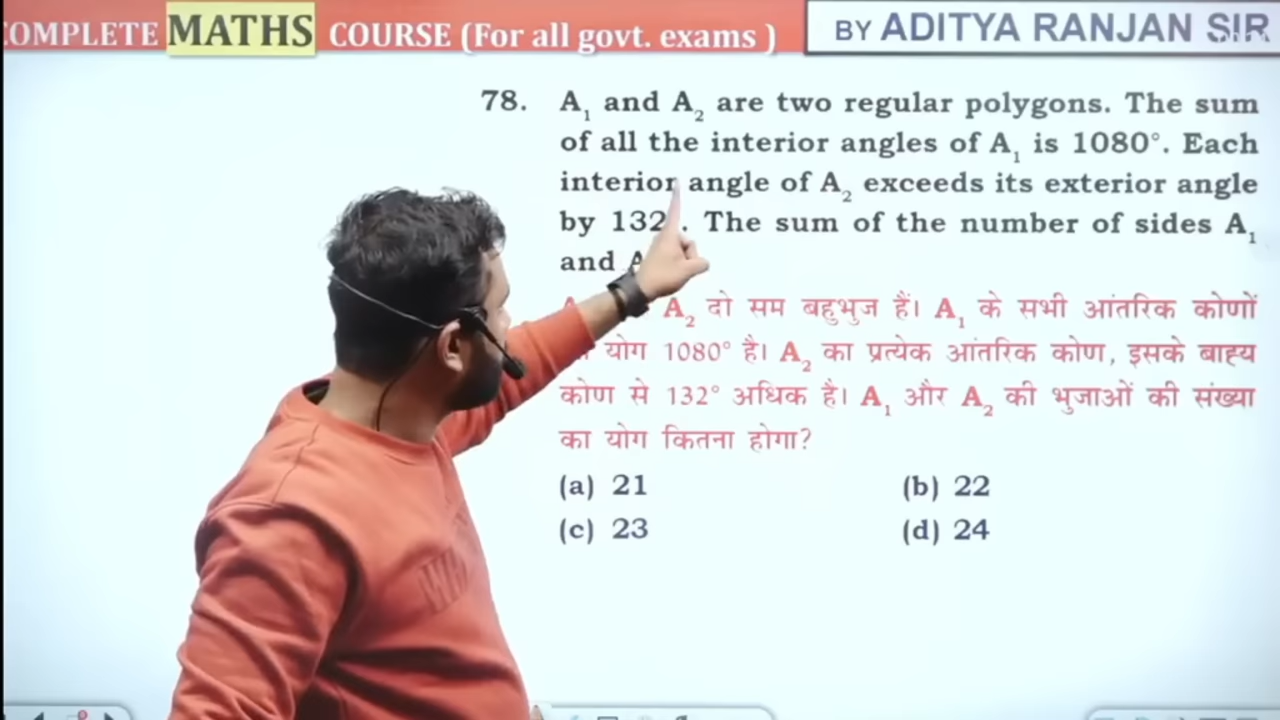 COMPLETE MATHS COURSE (For all govt. exams )
BY ADITYA RANJAN SIR
78. A₁ and A₂ are two regular polygons. The sum
of all the interior angles of A₁ is 1080°. Each
interior angle of A₂ exceeds its exterior angle
by 132 . The sum of the number of sides A₁
and A
A₂ दो सम बहुभुज हैं। A₁ के सभी आंतरिक कोणों
योग 1080° है। A₂ का प्रत्येक आंतरिक कोण, इसके बाह्य
कोण से 132° अधिक है। A₁ और A₂ की भुजाओं की संख्या
का योग कितना होगा?
(a) 21
(b) 22
(c) 23
(d) 24